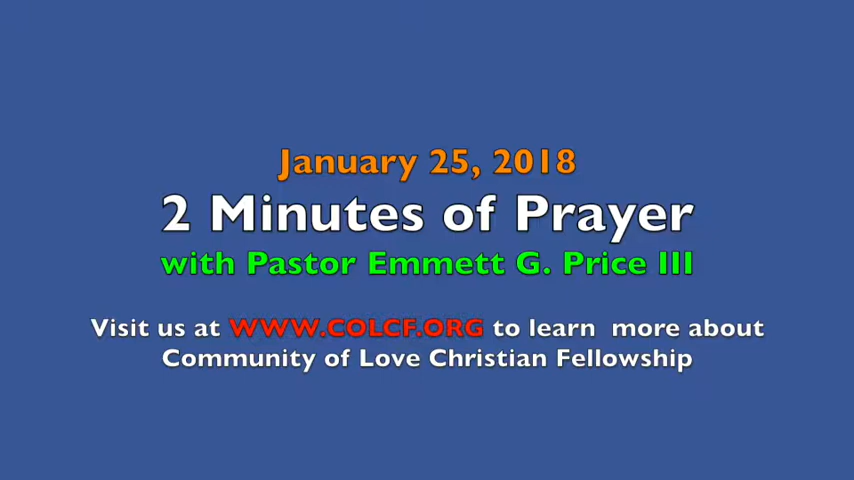 January 25, 2018
2 Minutes of Prayer
with Pastor Emmett G. Price III
Visit us at WWW.COLCF.ORG to learn  more about
Community of Love Christian Fellowship